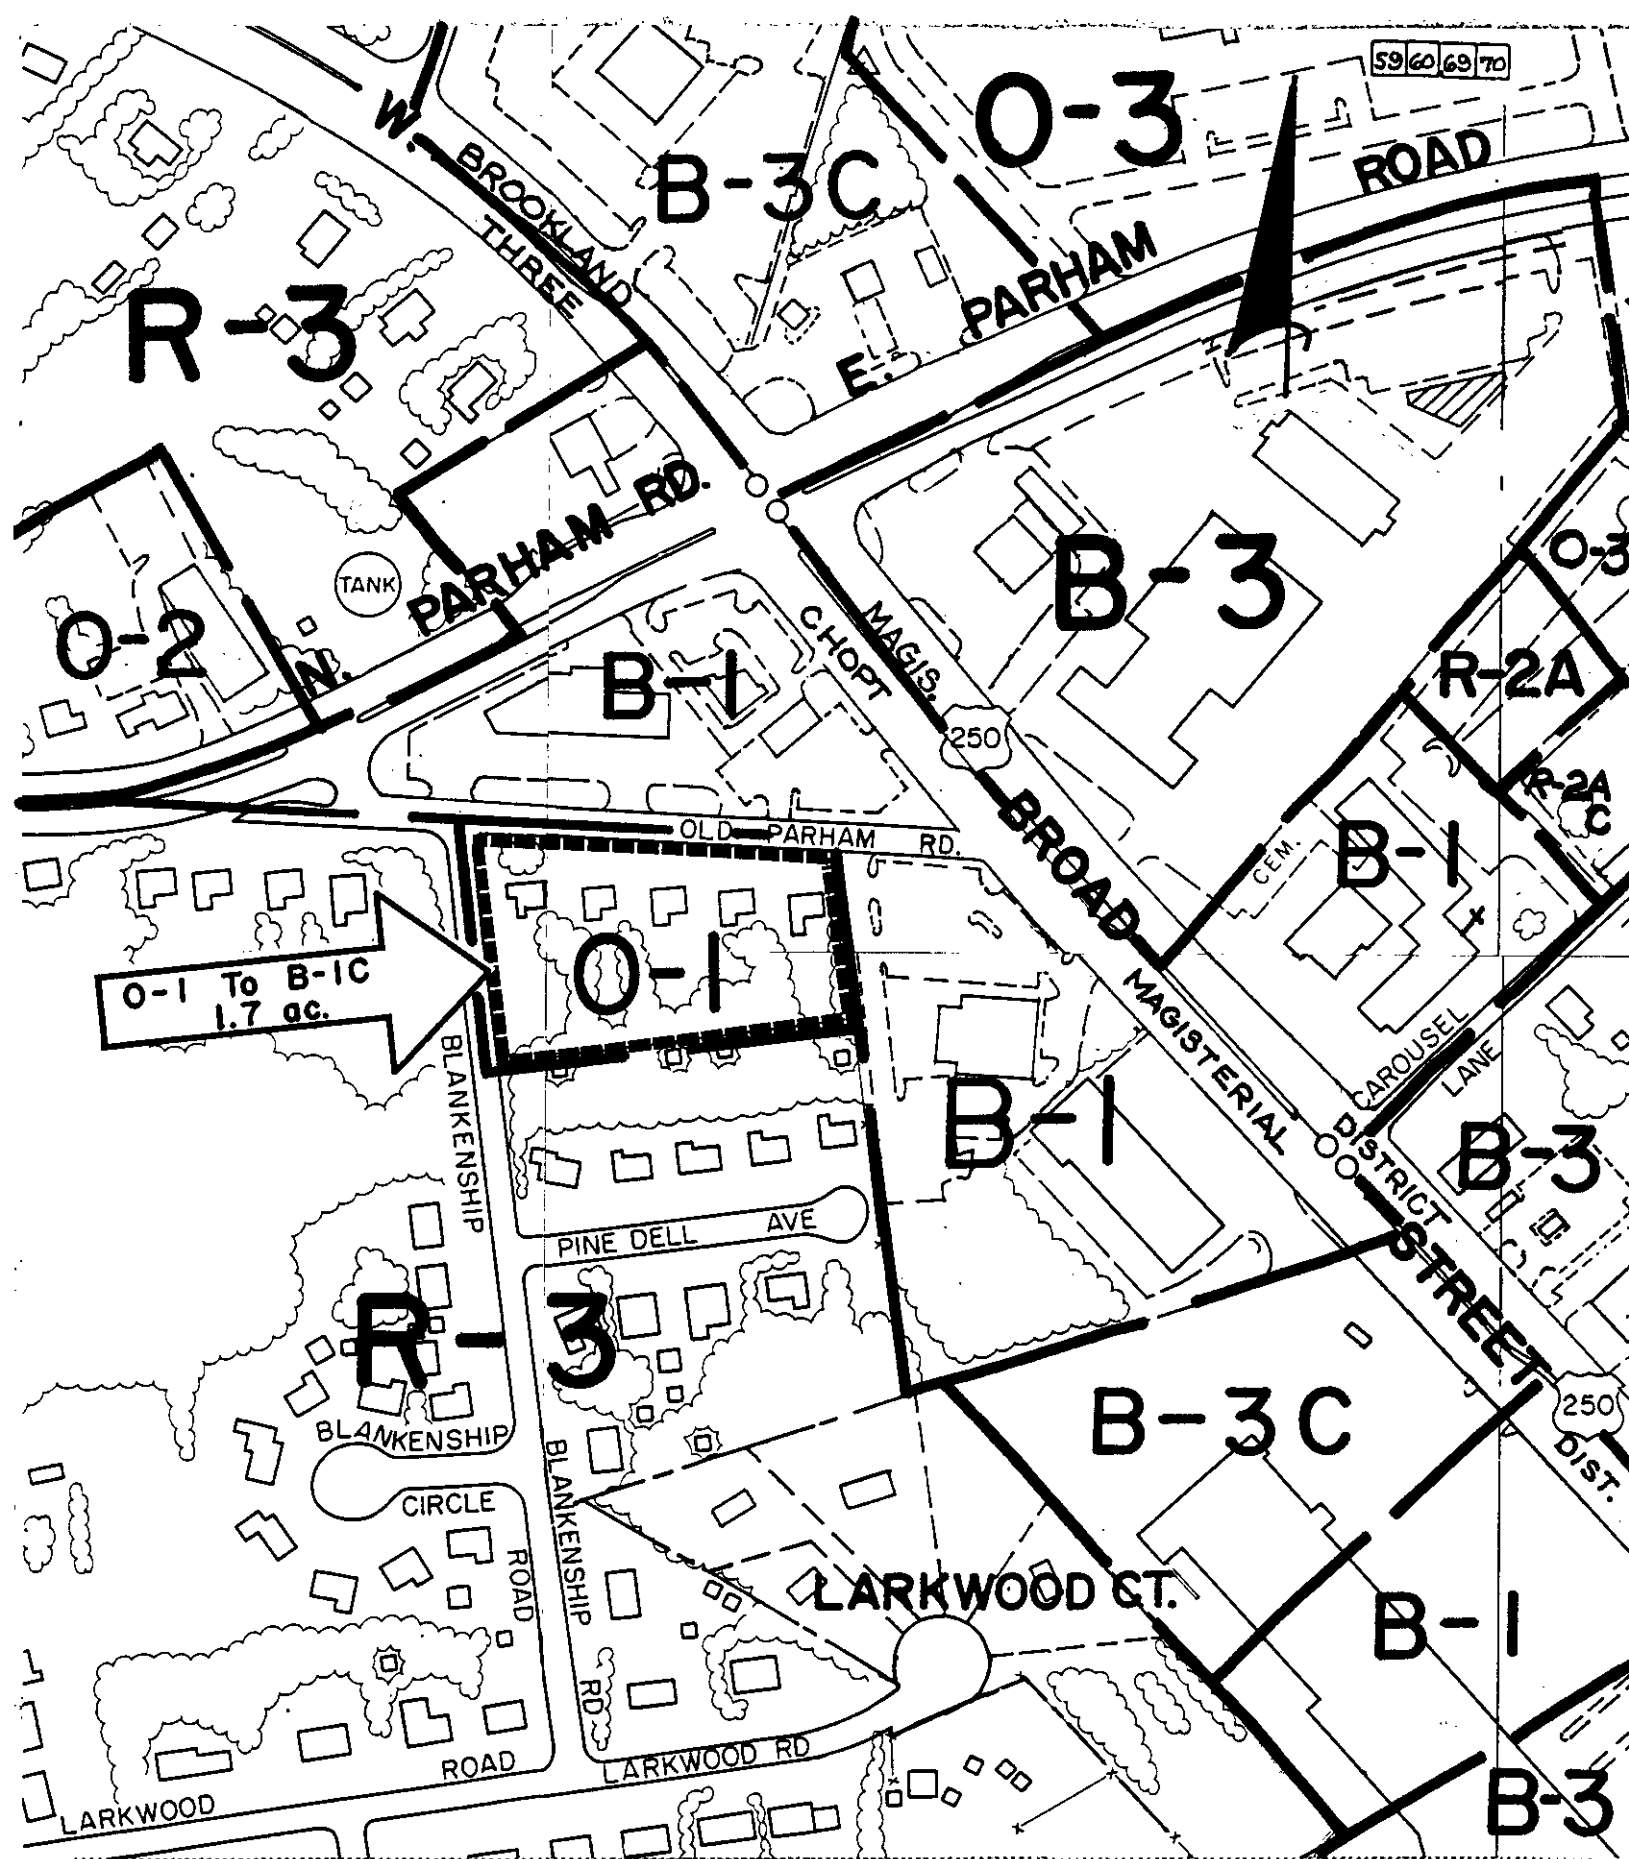 59 60 69 70
O-3
W.
ROAD
BROOKLAND
B-3C
THREE
PARHAM
R-3
E.
PARHAM RD.
TANK
B-3
O-3
O-2
N.
B-1
CHOPT
MAGIS.
R-2A
250
R-2A
C
BROAD
OLD PARHAM RD.
CEM.
B-1
O-1
O-1 To B-1C
1.7 ac.
MAGISTERIAL
CAROUSEL
LANE
BLANKENSHIP
B-1
DISTRICT
B-3
PINE DELL AVE
STREET
R-3
B-3C
250
BLANKENSHIP
CIRCLE
DIST.
BLANKENSHIP
ROAD
LARKWOOD CT.
B-1
RD
LARKWOOD ROAD
LARKWOOD RD
B-3